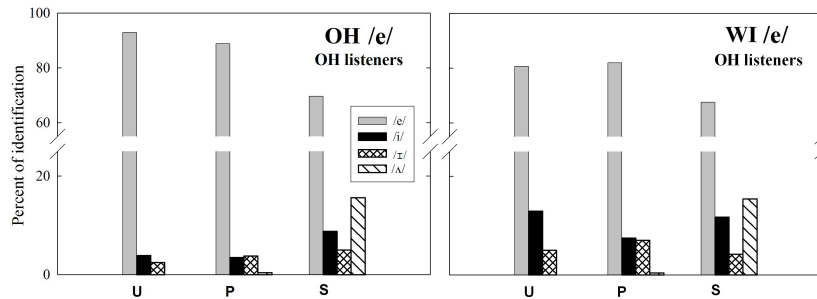 100
80
60
20
0
Percent of identification
OH /e/
OH listeners
/e/
/i/
/ɪ/
/ʌ/
U P S
WI /e/
OH listeners
U P S